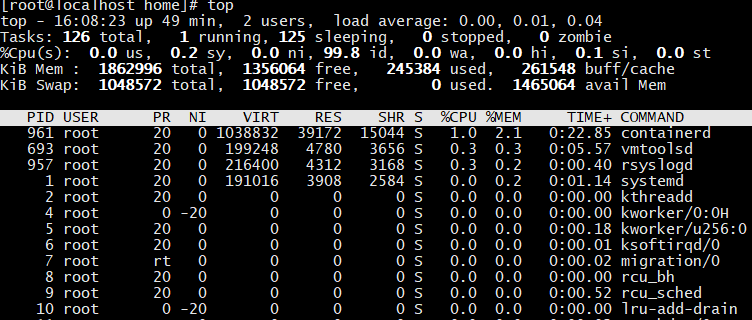 [root@localhost home]# top
top - 16:08:23 up 49 min,  2 users,  load average: 0.00, 0.01, 0.04
Tasks: 126 total,   1 running, 125 sleeping,   0 stopped,   0 zombie
%Cpu(s):  0.0 us,  0.2 sy,  0.0 ni, 99.8 id,  0.0 wa,  0.0 hi,  0.1 si,  0.0 st
KiB Mem :  1862996 total,  1356064 free,   245384 used,   261548 buff/cache
KiB Swap:  1048572 total,  1048572 free,        0 used.  1465064 avail Mem
PID USER      PR  NI    VIRT    RES    SHR S  %CPU %MEM     TIME+ COMMAND
961 root      20   0 1038832  39172  15044 S   1.0  2.1   0:22.85 containerd
693 root      20   0  199248   4780   3656 S   0.3  0.3   0:05.57 vmtoolsd
957 root      20   0  216400   4312   3168 S   0.3  0.2   0:00.40 rsyslogd
1 root      20   0  191016   3908   2584 S   0.0  0.2   0:01.14 systemd
2 root      20   0       0      0      0 S   0.0  0.0   0:00.00 kthreadd
4 root       0 -20       0      0      0 S   0.0  0.0   0:00.00 kworker/0:0H
5 root      20   0       0      0      0 S   0.0  0.0   0:00.18 kworker/u256:0
6 root      20   0       0      0      0 S   0.0  0.0   0:00.01 ksoftirqd/0
7 root      rt   0       0      0      0 S   0.0  0.0   0:00.02 migration/0
8 root      20   0       0      0      0 S   0.0  0.0   0:00.00 rcu_bh
9 root      20   0       0      0      0 S   0.0  0.0   0:00.52 rcu_sched
10 root       0 -20       0      0      0 S   0.0  0.0   0:00.00 lru-add-drain